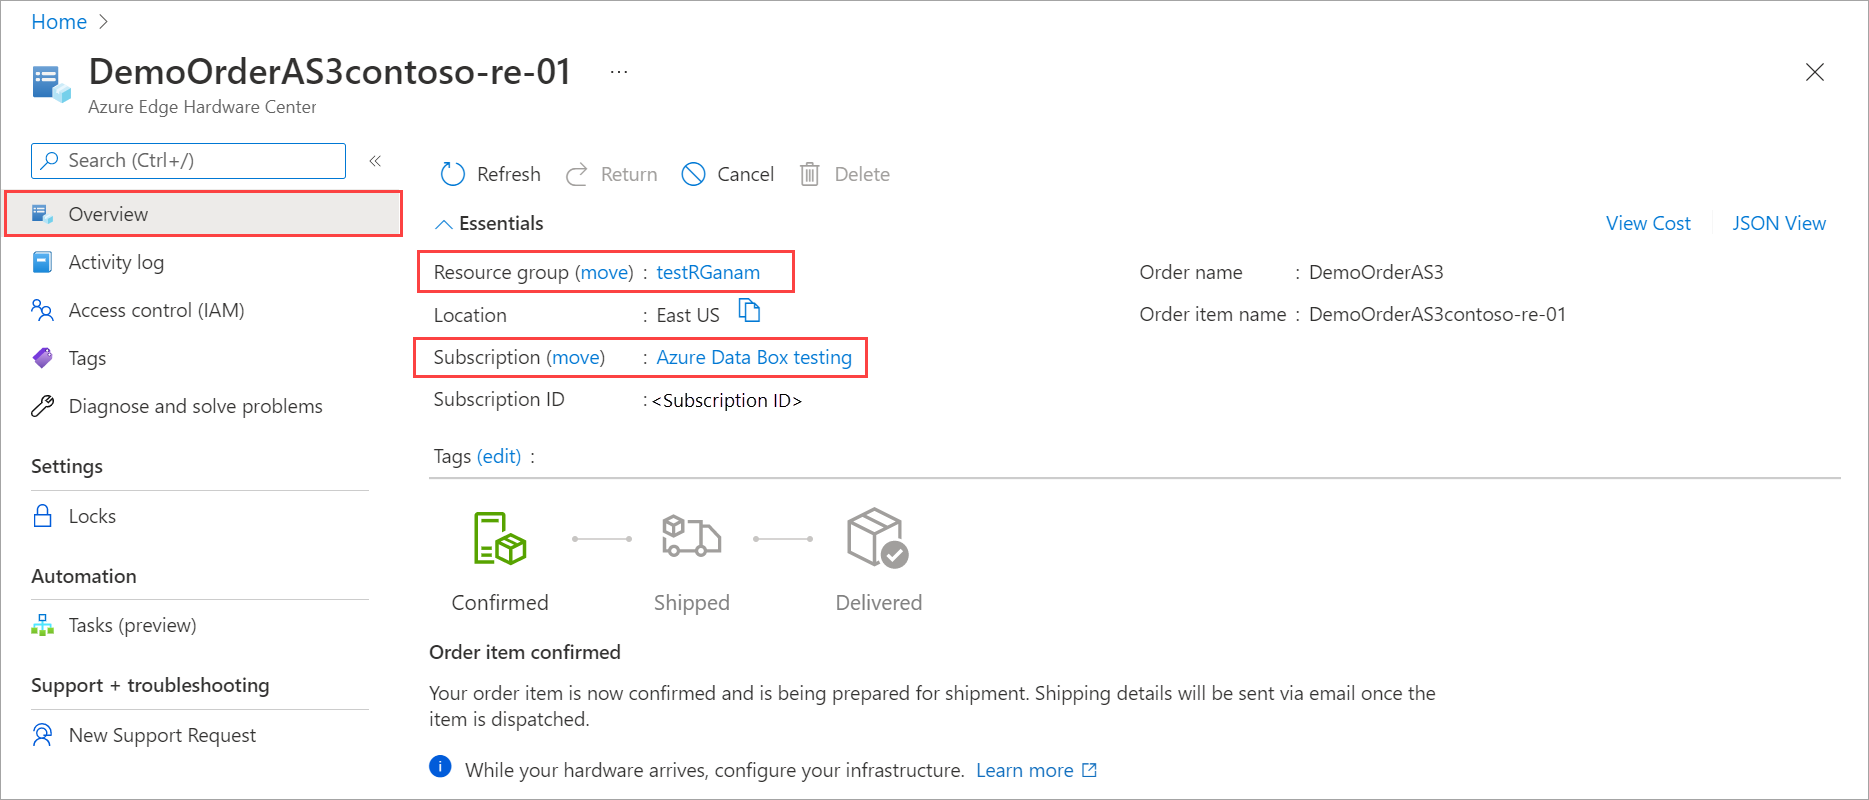 Home
DemoOrderAS3contoso-re-01 ...
Azure Edge Hardware Center
Search (Ctrl+/)
Overview
Activity log
Access control (IAM)
Tags
Diagnose and solve problems
Settings
Locks
Automation
Tasks (preview)
Support + troubleshooting
New Support Request
Refresh Return Cancel Delete
Essentials
View Cost JSON View
Resource group (move) : testRGanam
Location : East US
Subscription (move) : Azure Data Box testing
Subscription ID : <Subscription ID>
Order name : DemoOrderAS3
Order item name : DemoOrderAS3contoso-re-01
Tags (edit) :
Confirmed Shipped Delivered
Order item confirmed
Your order item is now confirmed and is being prepared for shipment. Shipping details will be sent via email once the
item is dispatched.
While your hardware arrives, configure your infrastructure. Learn more